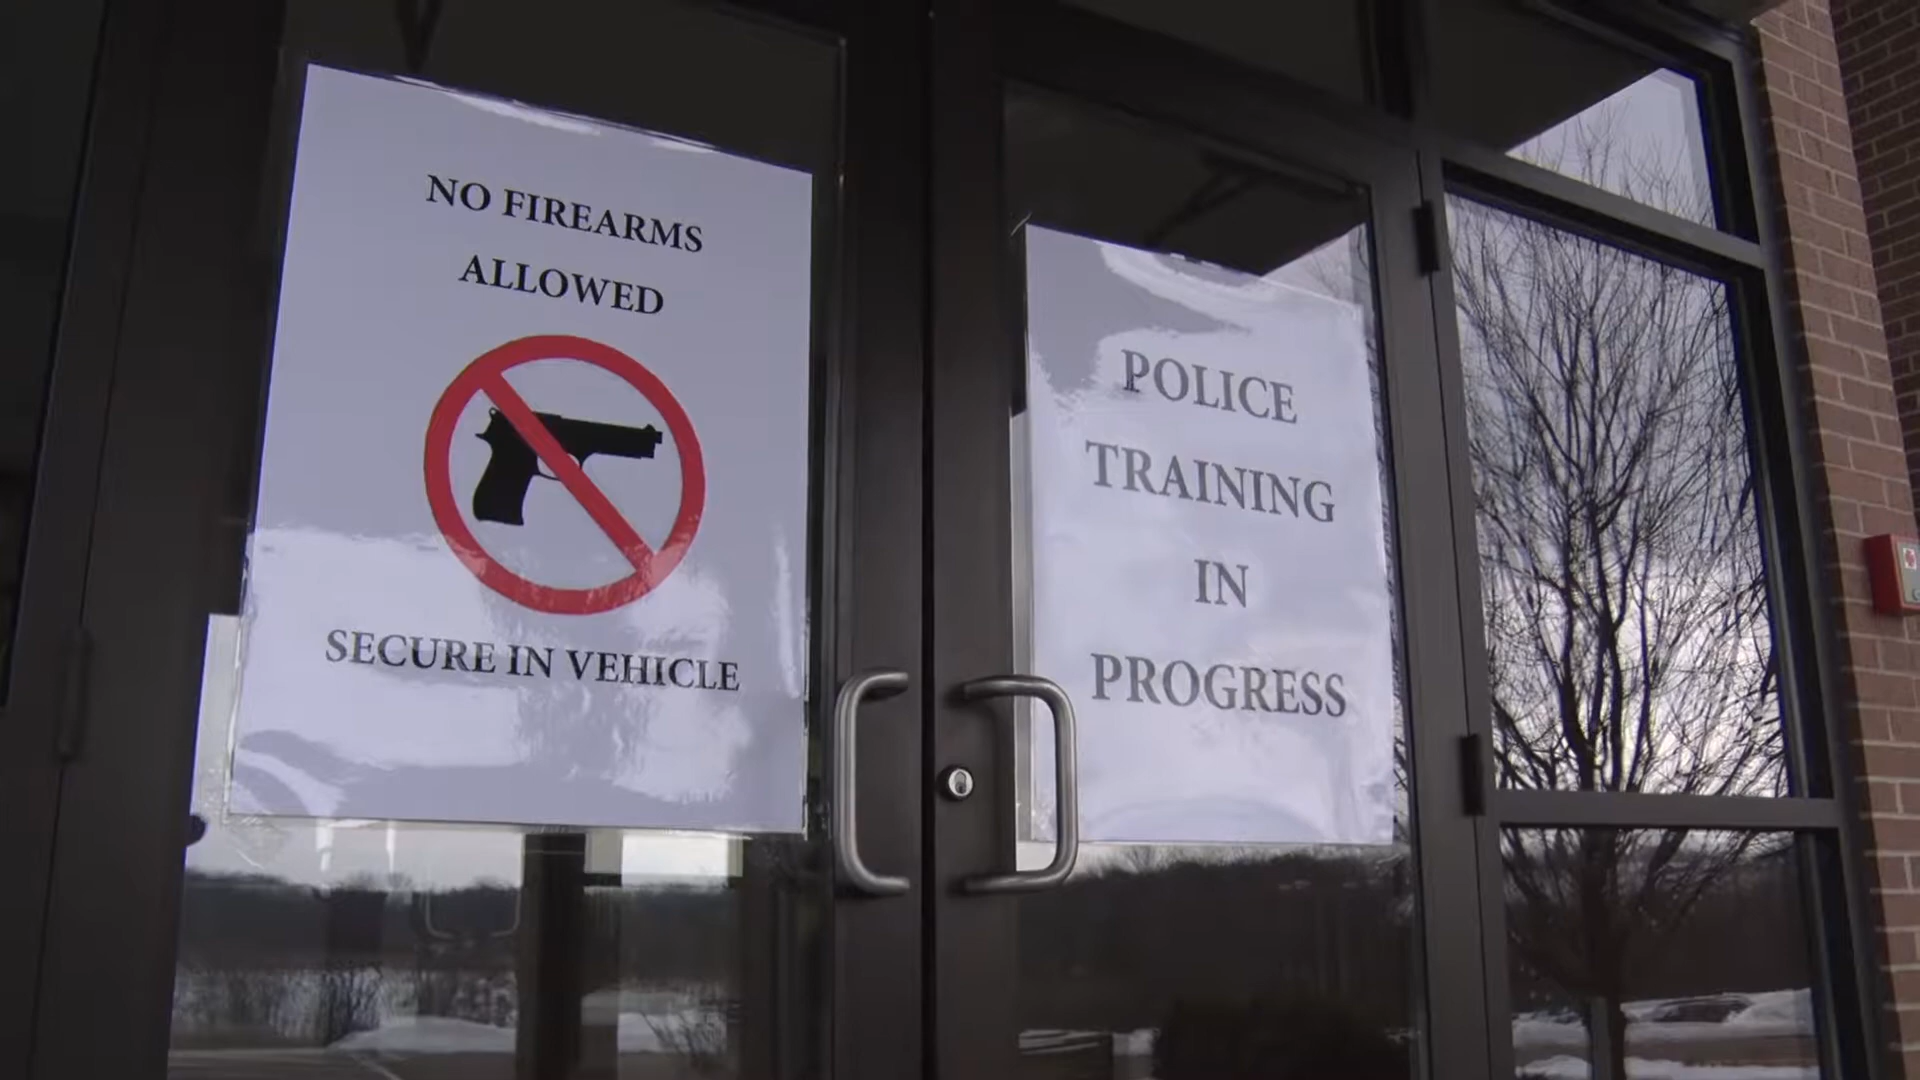 NO FIREARMS
ALLOWED
SECURE IN VEHICLE
POLICE
TRAINING
IN
PROGRESS